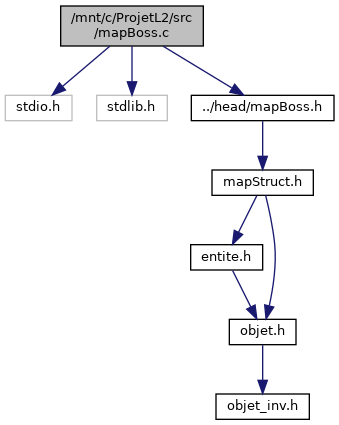 /mnt/c/ProjetL2/src
/mapBoss.c
stdio.h
stdlib.h
../head/mapBoss.h
mapStruct.h
entite.h
objet.h
objet_inv.h